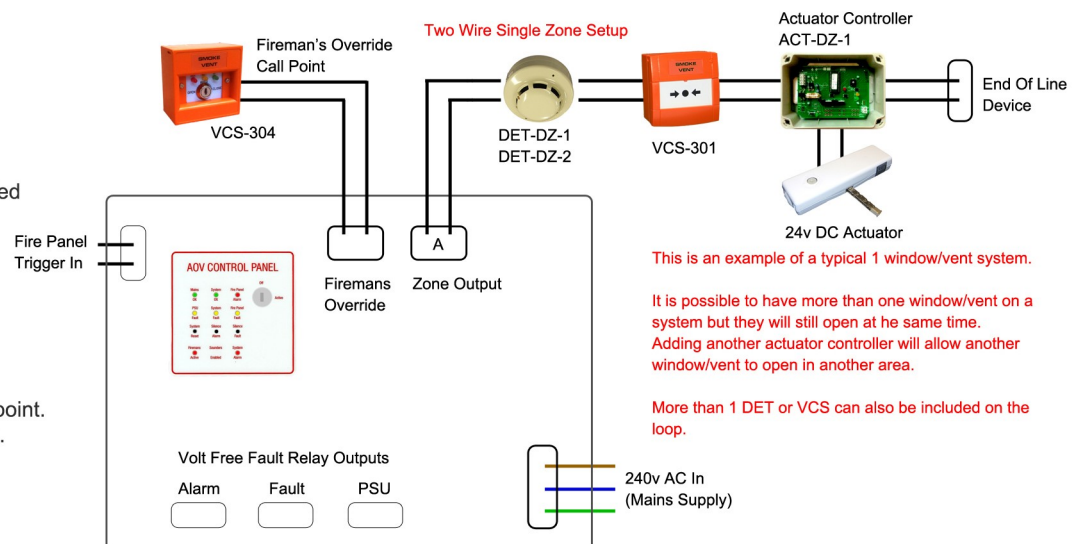 Two Wire Single Zone Setup
Actuator Controller
ACT-DZ-1
Fireman's Override
Call Point
SMOKE
VENT
SMOKE
VENT
End Of Line
Device
VCS-304
DET-DZ-1
DET-DZ-2
VCS-301
ed
24v DC Actuator
Fire Panel
Trigger In
A
AOV CONTROL PANEL
Firemans
Override
Zone Output
This is an example of a typical 1 window/vent system.
It is possible to have more than one window/vent on a
system but they will still open at he same time.
Adding another actuator controller will allow another
window/vent to open in another area.
More than 1 DET or VCS can also be included on the
loop.
point.
.
Volt Free Fault Relay Outputs
Alarm
Fault
PSU
240v AC In
(Mains Supply)